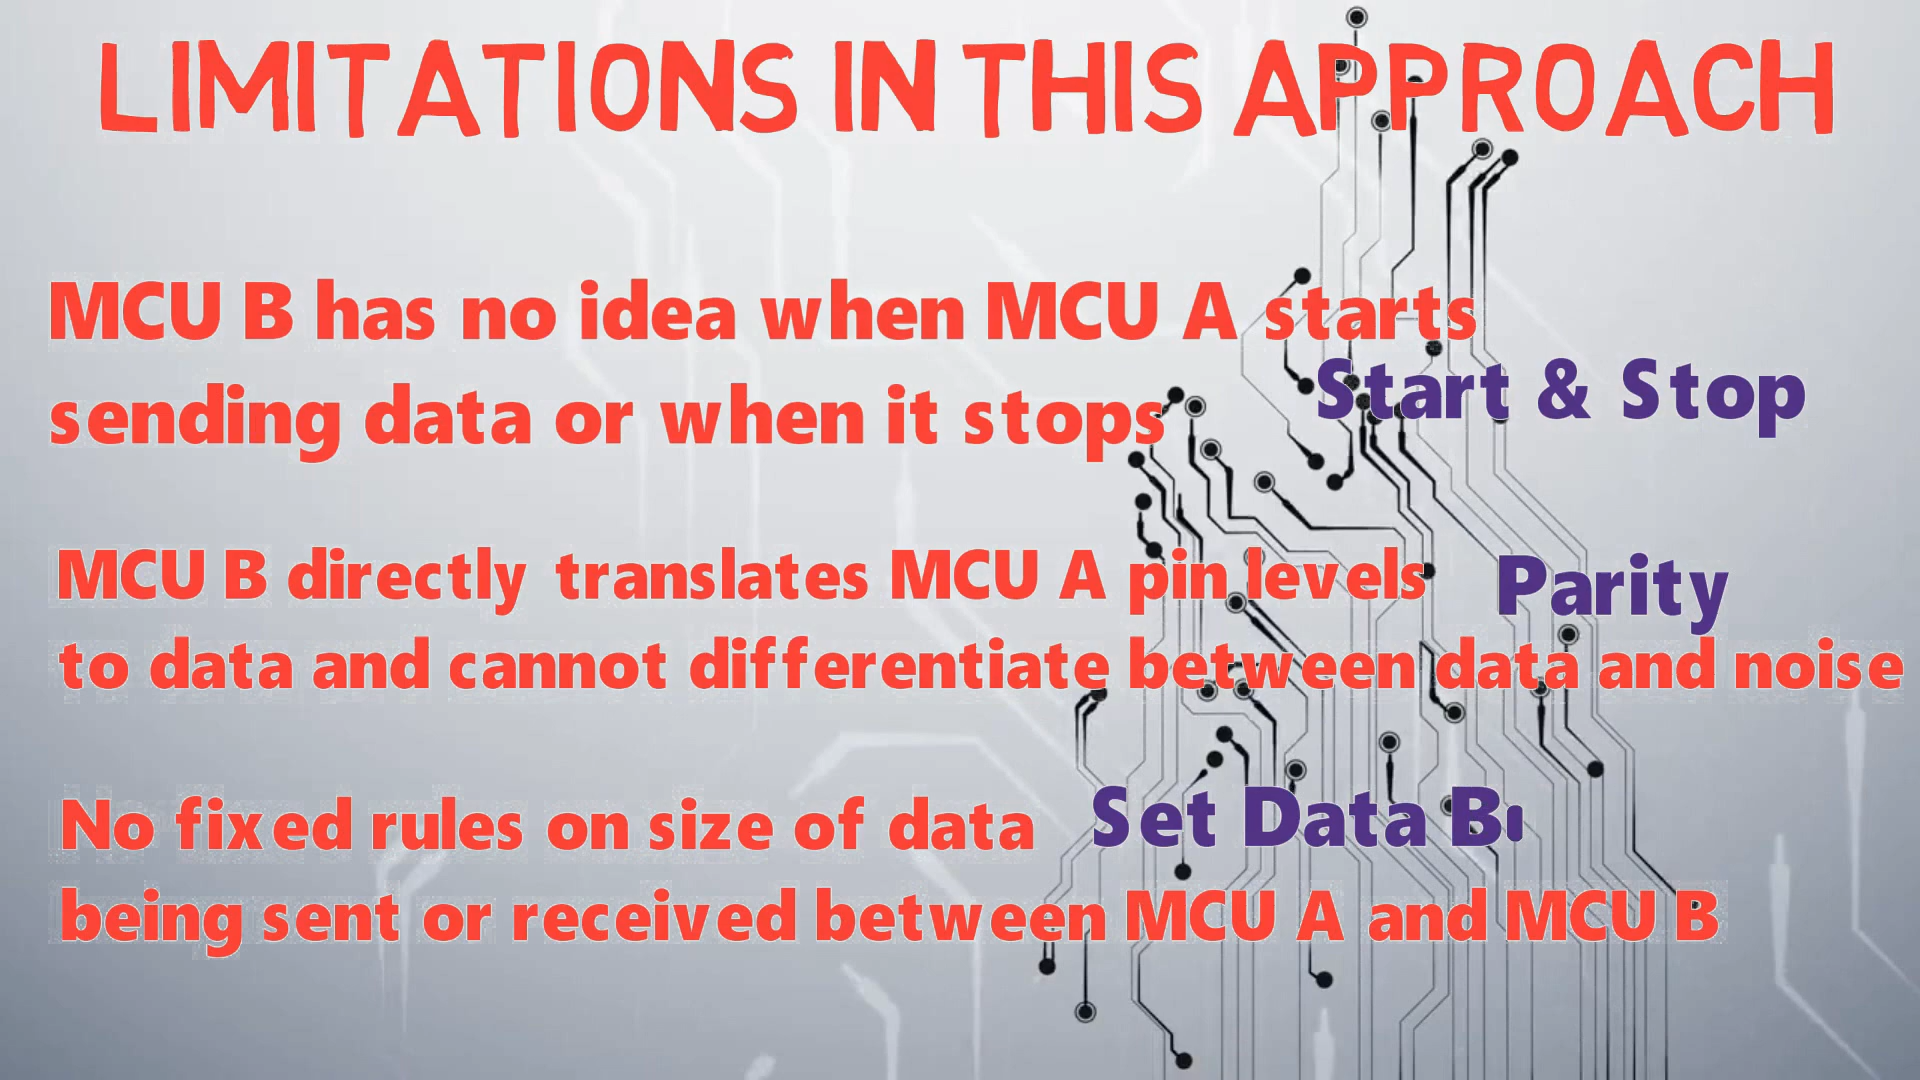 LIMITATIONS IN THIS APPROACH
MCU B has no idea when MCU A starts
sending data or when it stops
Start & Stop
MCU B directly translates MCU A pin levels
Parity
to data and cannot differentiate between data and noise
No fixed rules on size of data
Set Data B
being sent or received between MCU A and MCU B